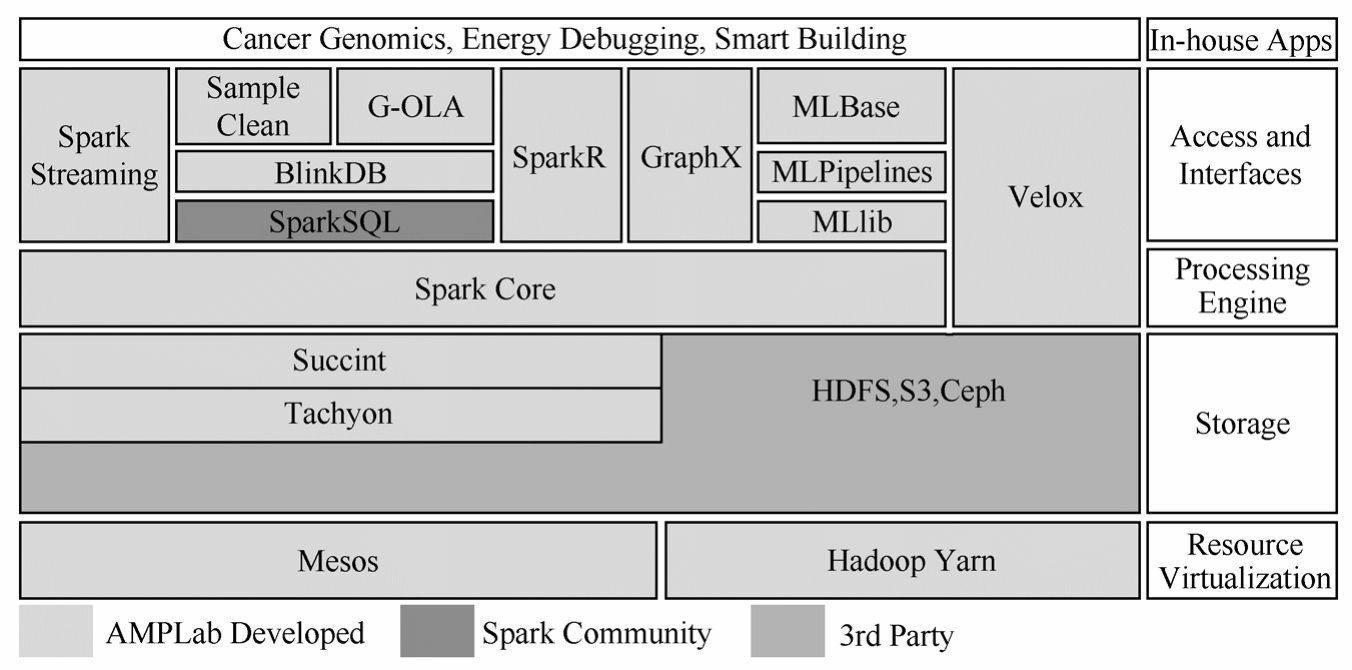 Cancer Genomics, Energy Debugging, Smart Building
In-house Apps
Spark
Streaming
Sample
Clean
G-OLA
BlinkDB
SparkSQL
SparkR
GraphX
MLBase
MLPipelines
MLlib
Velox
Access and
Interfaces
Spark Core
Processing
Engine
Succint
Tachyon
HDFS,S3,Ceph
Storage
Mesos
Hadoop Yarn
Resource
Virtualization
AMPLab Developed
Spark Community
3rd Party